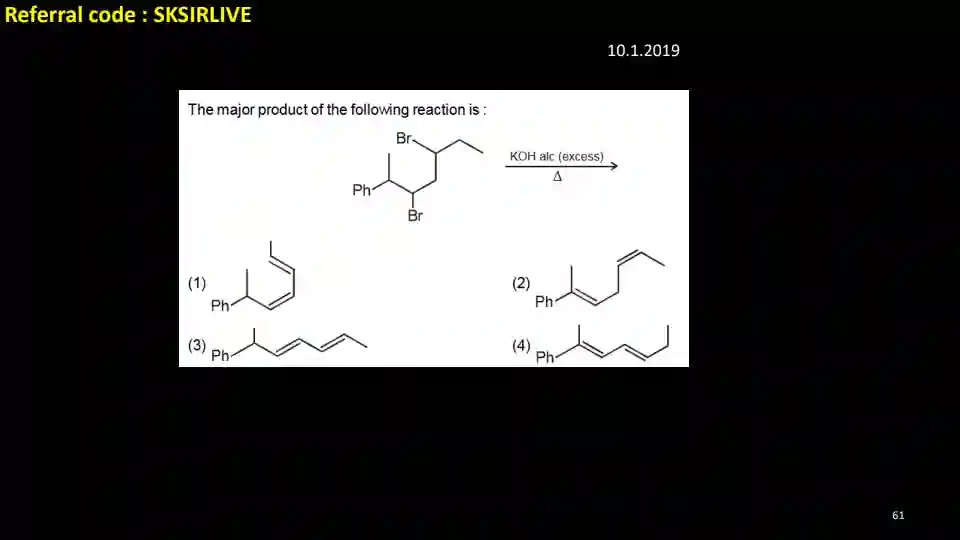 Referral code : SKSIRLIVE
10.1.2019
The major product of the following reaction is :
Br
Ph
Br
KOH alc (excess)
Δ
(1)
Ph
(2)
Ph
(3)
Ph
(4)
Ph
61